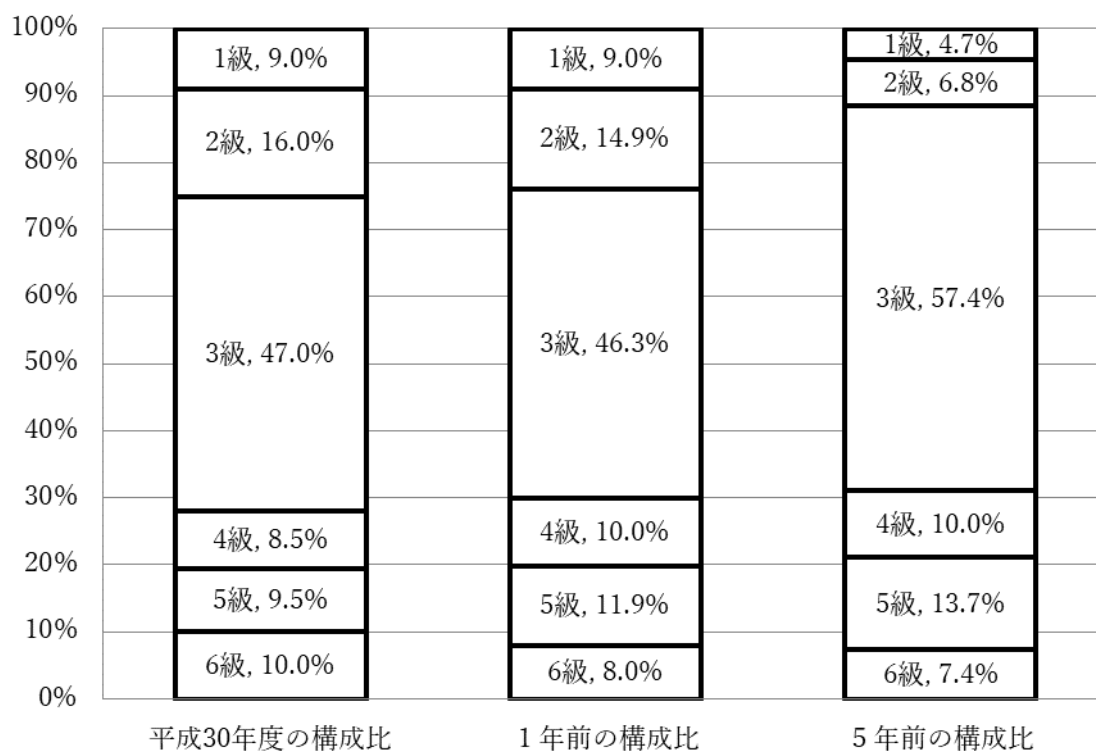 100%
90%
80%
70%
60%
50%
40%
30%
20%
10%
0%
1級, 9.0%
2級, 16.0%
3級, 47.0%
4級, 8.5%
5級, 9.5%
6級, 10.0%
1級, 9.0%
2級, 14.9%
3級, 46.3%
4級, 10.0%
5級, 11.9%
6級, 8.0%
1級, 4.7%
2級, 6.8%
3級, 57.4%
4級, 10.0%
5級, 13.7%
6級, 7.4%
平成30年度の構成比
1年前の構成比
5年前の構成比